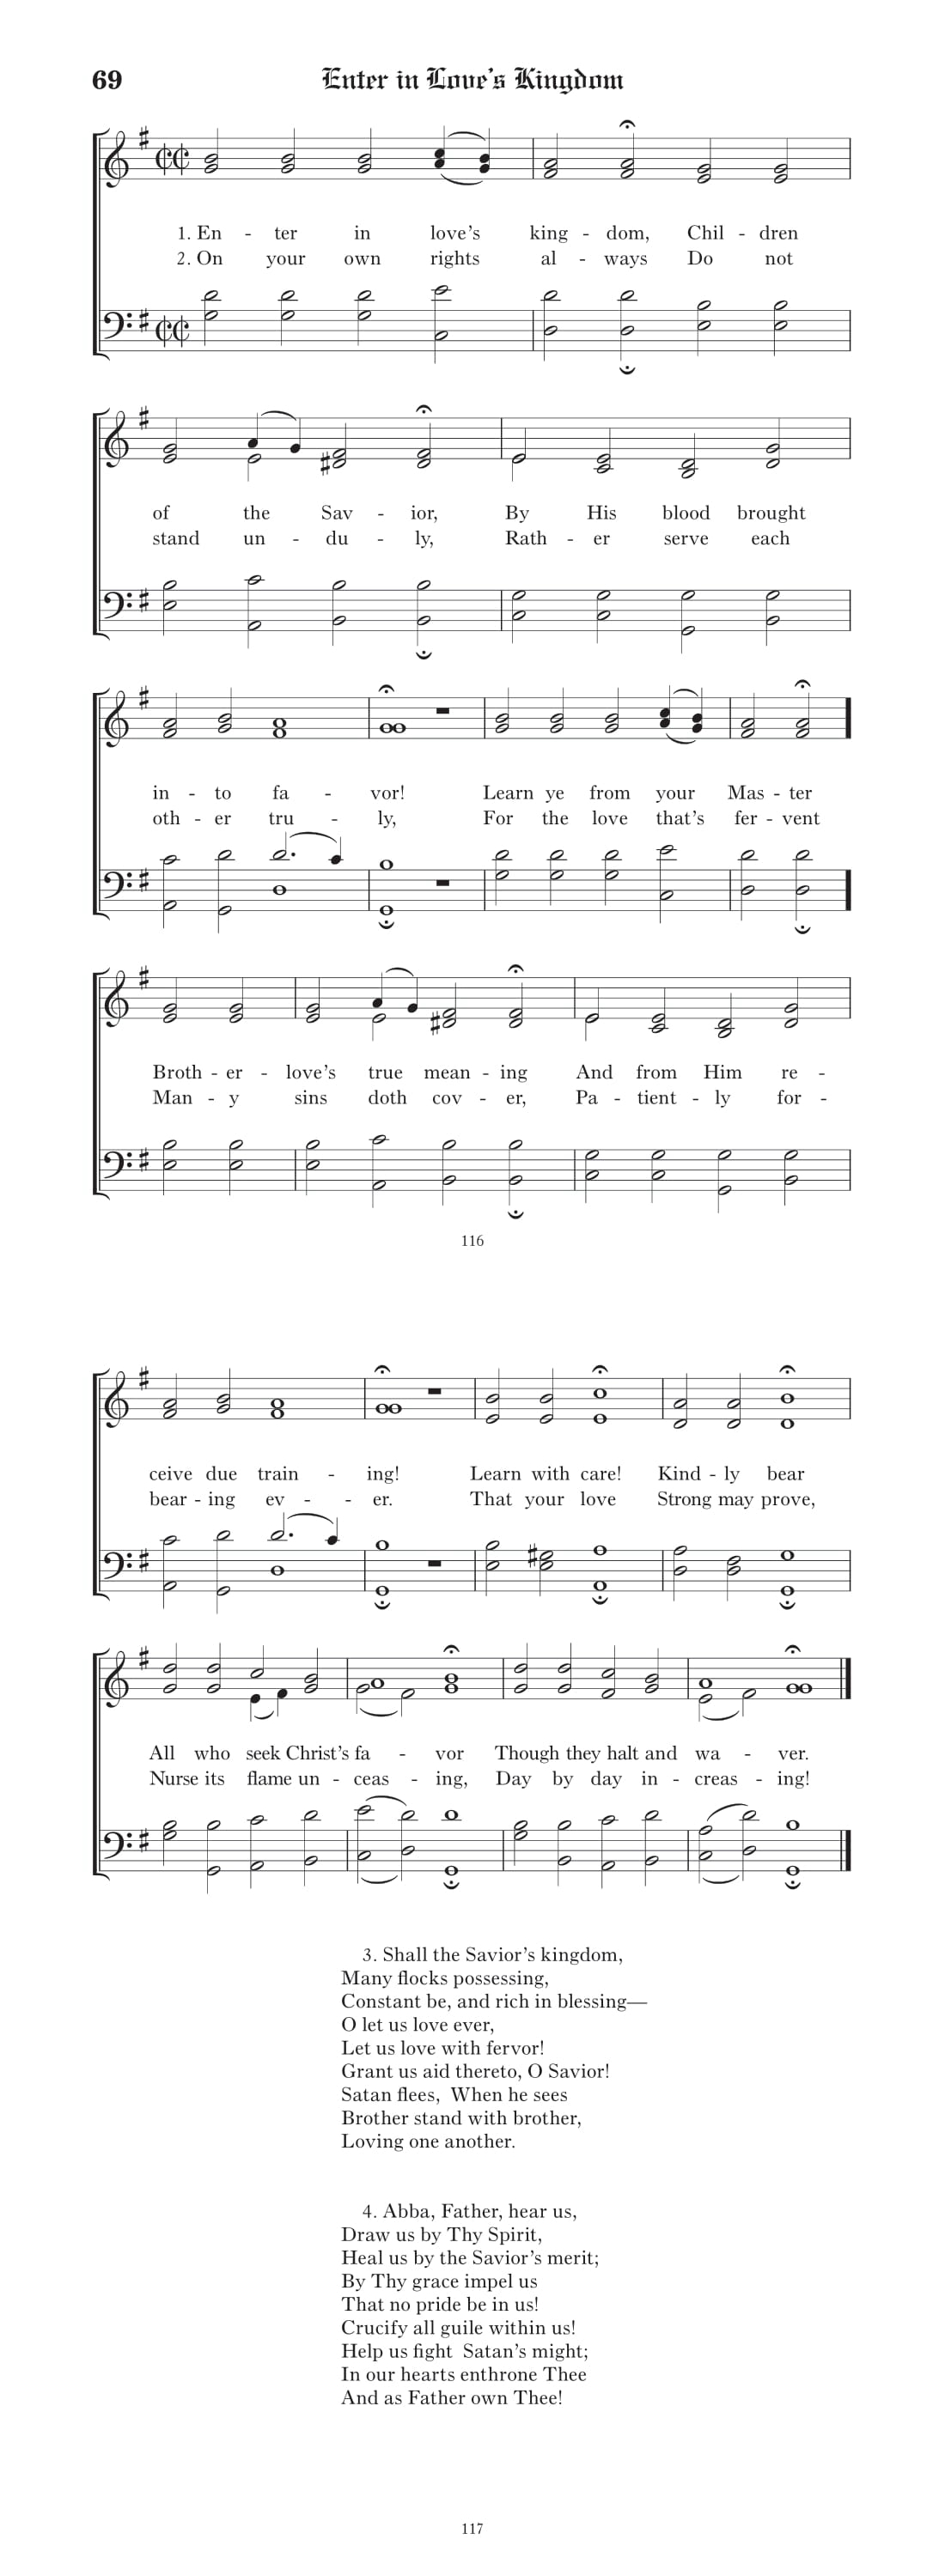 69 Enter in Love's Kingdom
1. En - ter in love's king - dom, Chil - dren
2. On your own rights al - ways Do not
of the Sav - ior, By His blood brought
stand un - du - ly, Rath - er serve each
in - to fa - vor! Learn ye from your Mas - ter
oth - er tru - ly, For the love that's fer - vent
Broth - er - love's true mean - ing And from Him re -
Man - y sins doth cov - er, Pa - tient - ly for -
116
ceive due train - ing! Learn with care! Kind - ly bear
bear - ing ev - - er. That your love Strong may prove,
All who seek Christ's fa - vor Though they halt and wa - ver.
Nurse its flame un - ceas - ing, Day by day in - creas - ing!
3. Shall the Savior's kingdom,
Many flocks possessing,
Constant be, and rich in blessing—
O let us love ever,
Let us love with fervor!
Grant us aid thereto, O Savior!
Satan flees, When he sees
Brother stand with brother,
Loving one another.
4. Abba, Father, hear us,
Draw us by Thy Spirit,
Heal us by the Savior's merit;
By Thy grace impel us
That no pride be in us!
Crucify all guile within us!
Help us fight Satan's might;
In our hearts enthrone Thee
And as Father own Thee!
117